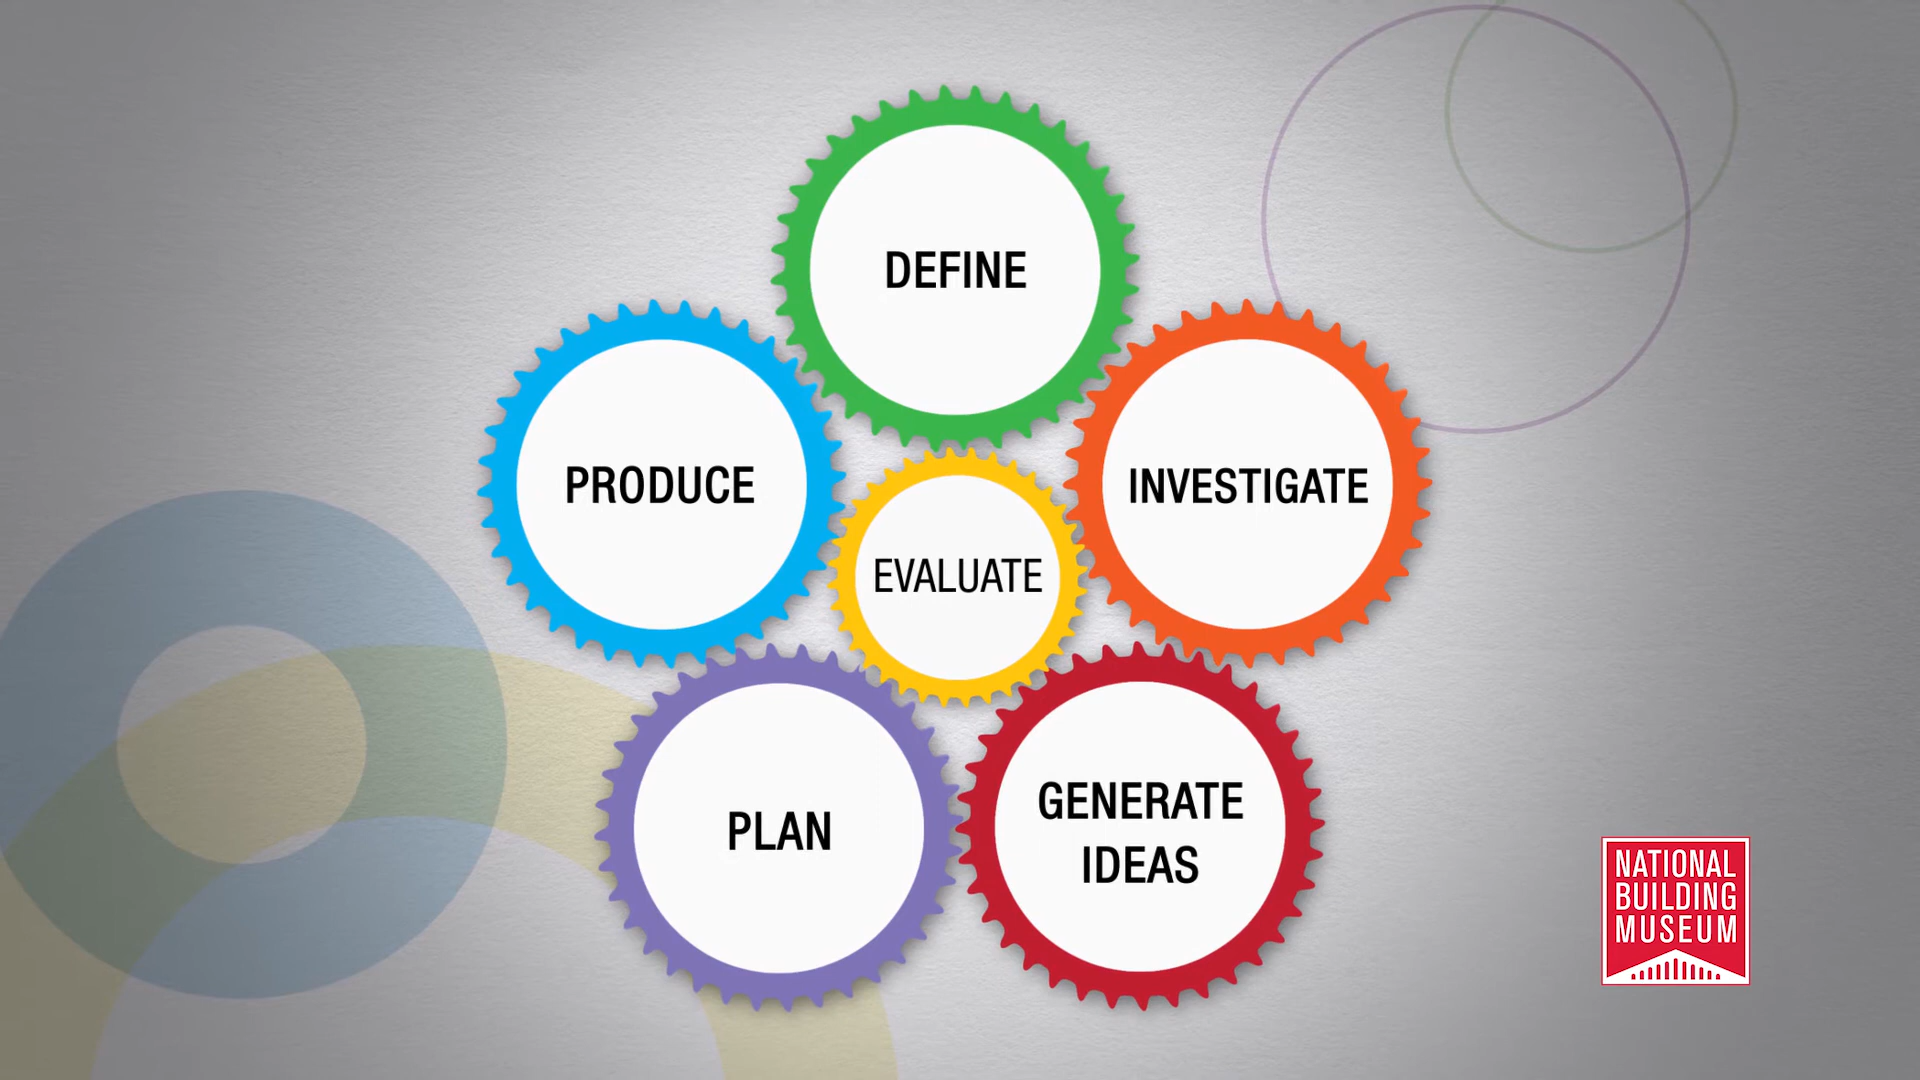 DEFINE
PRODUCE
INVESTIGATE
EVALUATE
PLAN
GENERATE
IDEAS
NATIONAL
BUILDING
MUSEUM